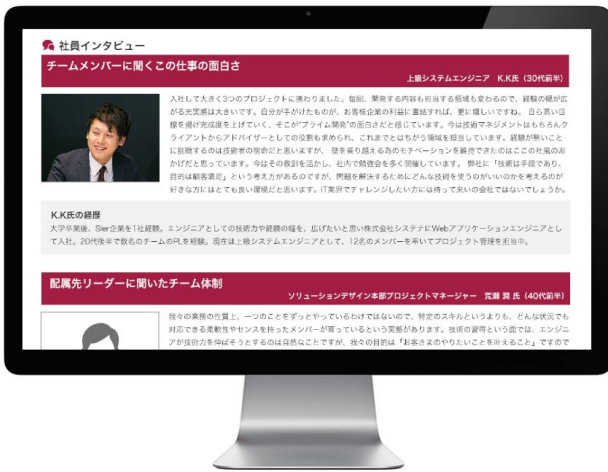 社員インタビュー
チームメンバーに聞くこの仕事の面白さ
上級システムエンジニア　K.K氏（30代前半）
入社して大きく3つのプロジェクトに携わりました。毎回、開発する内容も担当する領域も変わるので、経験の幅が広
がる充実感は大きいです。自分が手がけたものが、お客様企業の利益に直結すれば、更に嬉しいですね。 自ら高い目
標を掲げ完成度を上げていく、そこが“プライム開発”の面白さだと感じています。今は技術マネジメントはもちろんク
ライアントからアドバイザーとしての役割も求められ、これまでとはちがう領域を担当しています。経験が無いこと
に挑戦するのは技術者の宿命だと思いますが、 壁を乗り越える為のモチベーションを維持できたのはここの社風のお
かげだと思っています。今はその教訓を活かし、社内で勉強会を多く開催しています。 弊社に「技術は手段であり、
目的は顧客満足」という考え方があるのですが、問題を解決するためにどんな技術を使うのがいいのかを考えるのが
好きな方にはとても良い環境だと思います。IT業界でチャレンジしたい方には持って来いの会社ではないでしょうか。
K.K氏の経歴
大学卒業後、SIer企業を1社経験。エンジニアとしての技術力や経験の幅を、広げたいと思い株式会社システナにWebアプリケーションエンジニアとし
て入社。20代後半で数名のチームのPLを経験。現在は上級システムエンジニアとして、12名のメンバーを率いてプロジェクト管理を担当中。
配属先リーダーに聞いたチーム体制
ソリューションデザイン本部プロジェクトマネージャー　荒瀬 潤 氏（40代前半）
我々の業務の性質上、一つのことをずっとやっているわけではないので、特定のスキルというよりも、どんな状況でも
対応できる柔軟性やセンスを持ったメンバーが育っているという実感があります。技術の習得という面では、エンジニ
アが技術力を伸ばそうとするのは自然なことですが、我々の目的は「お客さまのやりたいことを叶えること」ですので